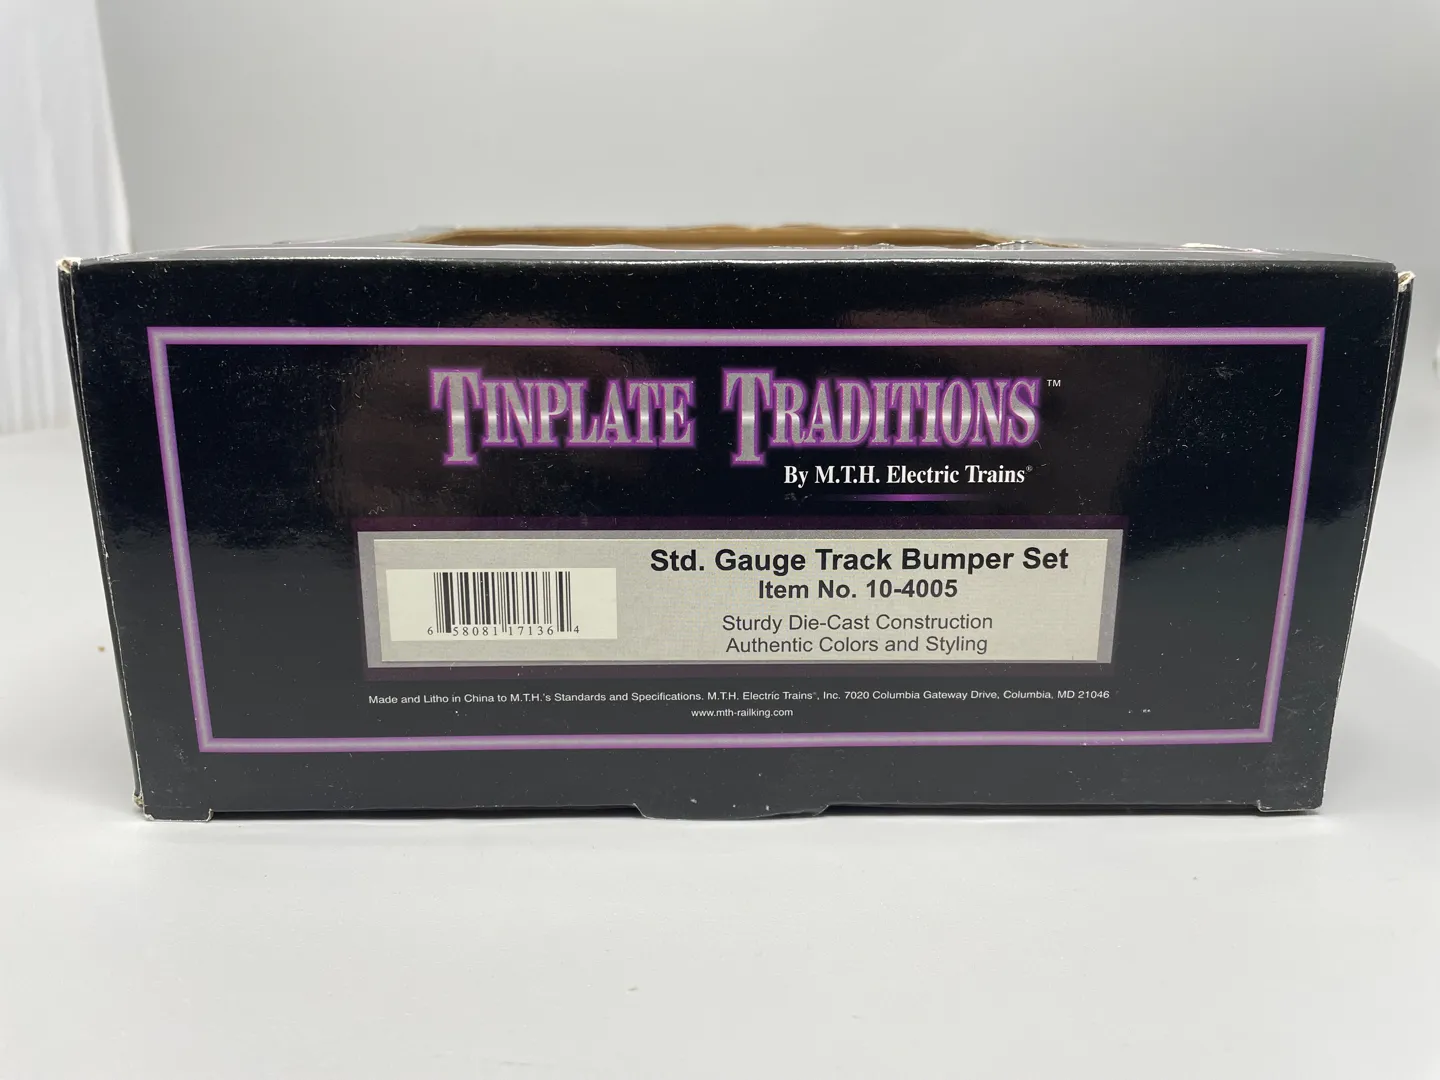 TINPLATE TRADITIONS™
By M.T.H. Electric Trains®
Std. Gauge Track Bumper Set
Item No. 10-4005
Sturdy Die-Cast Construction
Authentic Colors and Styling
6 58081 17136 4
Made and Litho in China to M.T.H.'s Standards and Specifications. M.T.H. Electric Trains®, Inc. 7020 Columbia Gateway Drive, Columbia, MD 21046
www.mth-railking.com